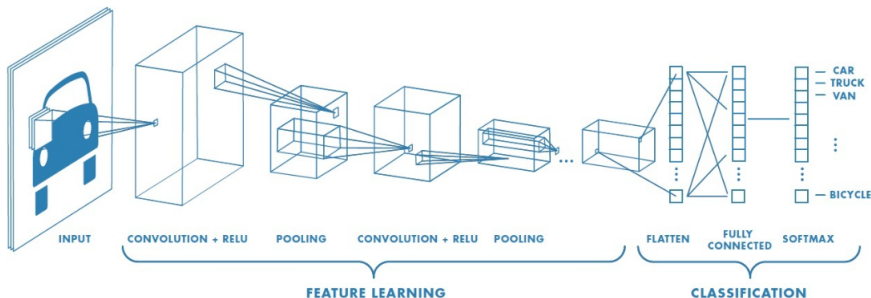 CAR
TRUCK
VAN
BICYCLE
INPUT
CONVOLUTION + RELU
POOLING
CONVOLUTION + RELU
POOLING
FLATTEN
FULLY
CONNECTED
SOFTMAX
FEATURE LEARNING
CLASSIFICATION